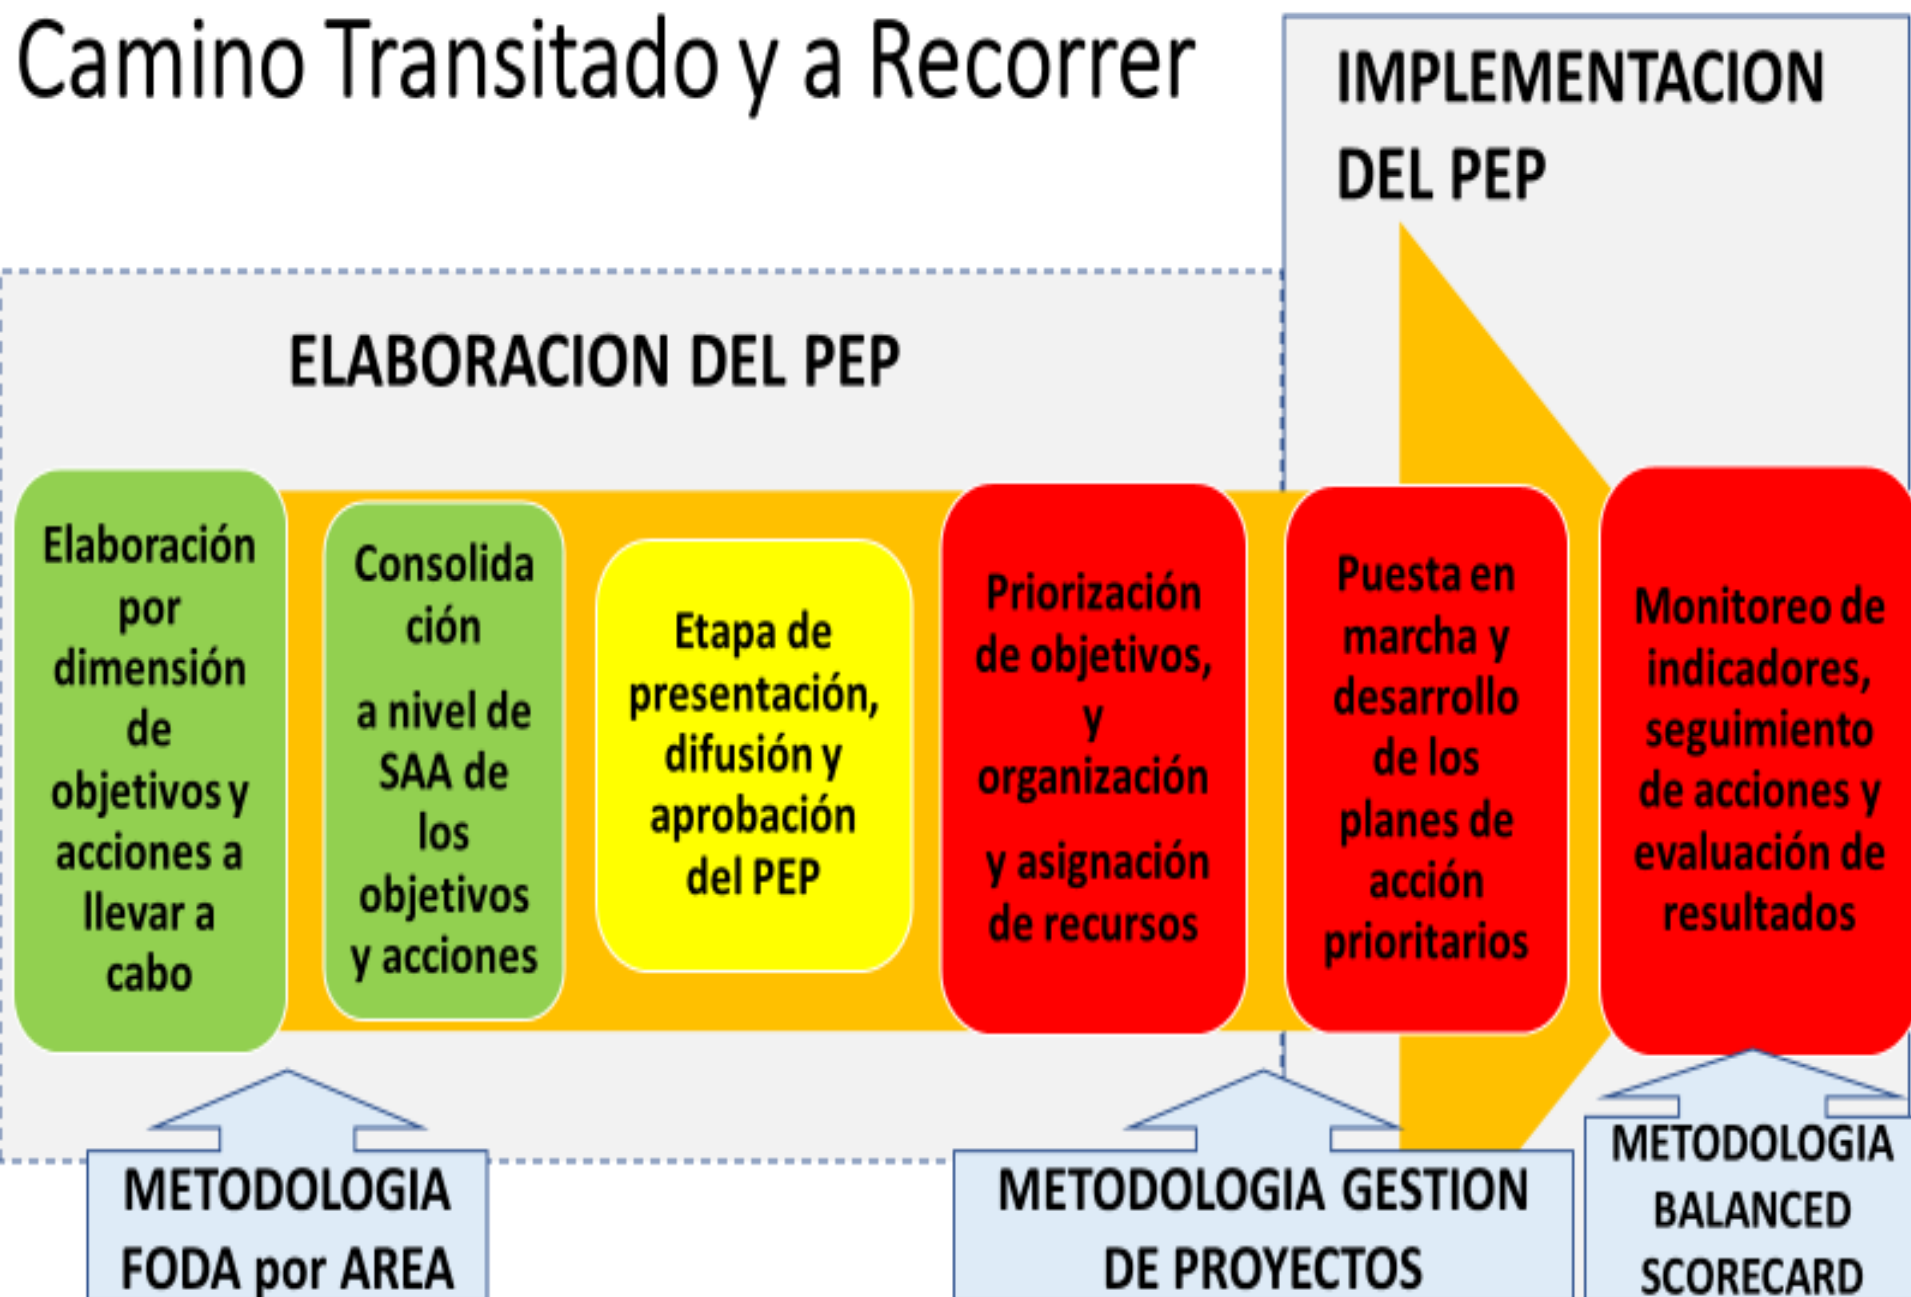 Camino Transitado y a Recorrer
IMPLEMENTACION
DEL PEP
ELABORACION DEL PEP
Elaboración
por
dimensión
de
objetivos y
acciones a
llevar a
cabo
Consolida
ción
a nivel de
SAA de
los
objetivos
y acciones
Etapa de
presentación,
difusión y
aprobación
del PEP
Priorización
de objetivos,
y
organización
y asignación
de recursos
Puesta en
marcha y
desarrollo
de los
planes de
acción
prioritarios
Monitoreo de
indicadores,
seguimiento
de acciones y
evaluación de
resultados
METODOLOGIA
FODA por AREA
METODOLOGIA GESTION
DE PROYECTOS
METODOLOGIA
BALANCED
SCORECARD